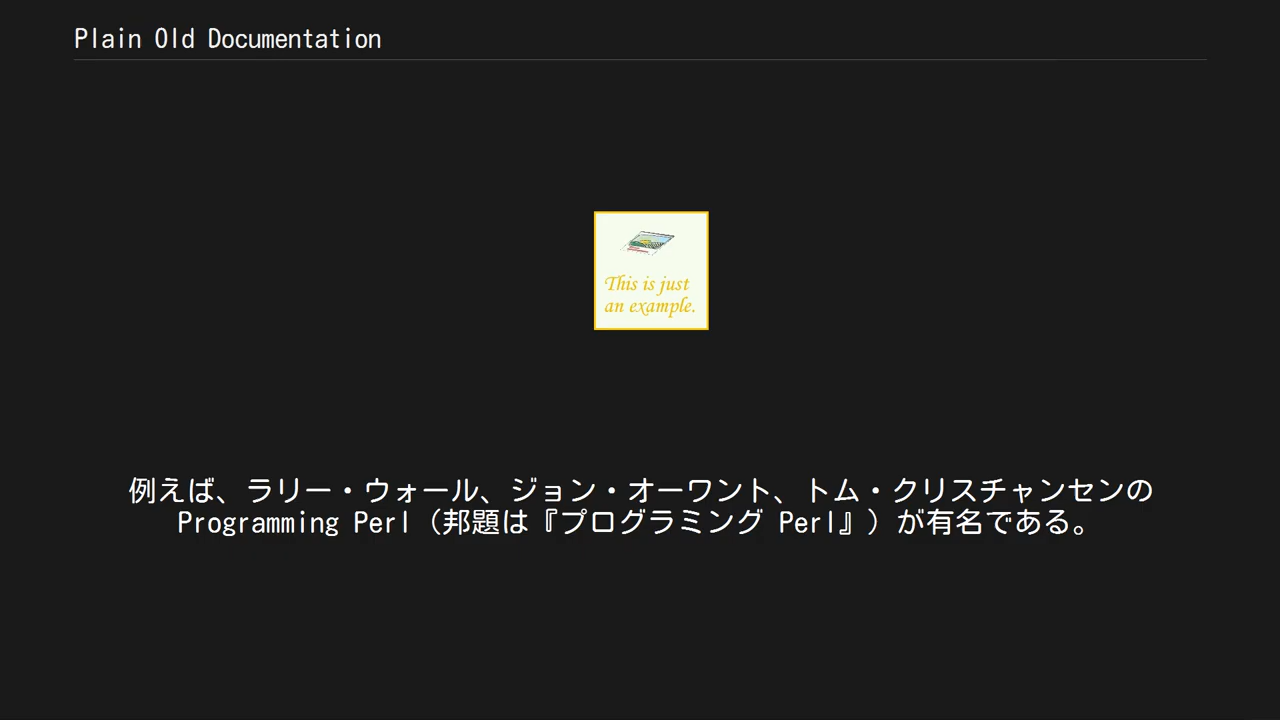 Plain Old Documentation
This is just
an example.
例えば、ラリー・ウォール、ジョン・オーワント、トム・クリスチャンセンの
Programming Perl（邦題は『プログラミング Perl』）が有名である。